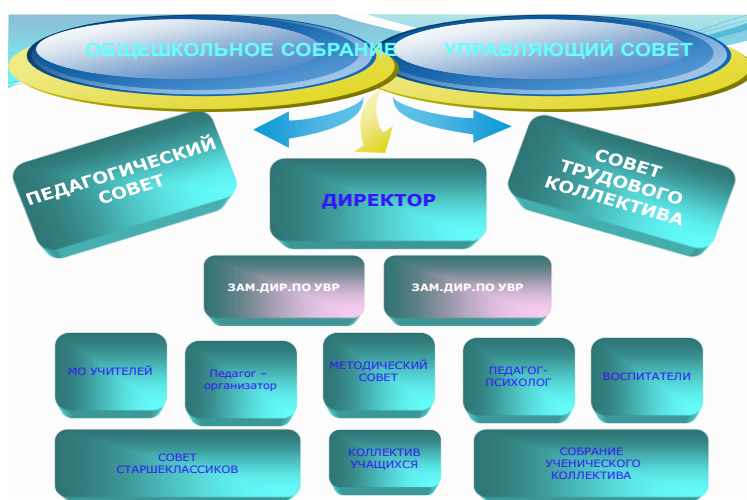 ОБЩЕШКОЛЬНОЕ СОБРАНИЕ
УПРАВЛЯЮЩИЙ СОВЕТ
ПЕДАГОГИЧЕСКИЙ
СОВЕТ
ДИРЕКТОР
СОВЕТ
ТРУДОВОГО
КОЛЛЕКТИВА
ЗАМ.ДИР.ПО УВР
ЗАМ.ДИР.ПО УВР
МО УЧИТЕЛЕЙ
Педагог –
организатор
МЕТОДИЧЕСКИЙ
СОВЕТ
ПЕДАГОГ-
ПСИХОЛОГ
ВОСПИТАТЕЛИ
СОВЕТ
СТАРШЕКЛАССИКОВ
КОЛЛЕКТИВ
УЧАЩИХСЯ
СОБРАНИЕ
УЧЕНИЧЕСКОГО
КОЛЛЕКТИВА